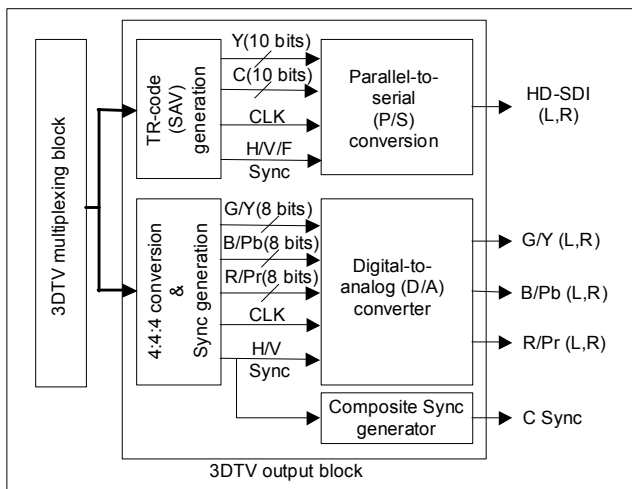 3DTV multiplexing block
TR-code
(SAV)
generation
Y(10 bits)
C(10 bits)
CLK
H/V/F
Sync
Parallel-to-
serial
(P/S)
conversion
HD-SDI
(L,R)
4:4:4 conversion
&
Sync generation
G/Y(8 bits)
B/Pb(8 bits)
R/Pr(8 bits)
CLK
H/V
Sync
Digital-to-
analog (D/A)
converter
G/Y (L,R)
B/Pb (L,R)
R/Pr (L,R)
Composite Sync
generator
C Sync
3DTV output block